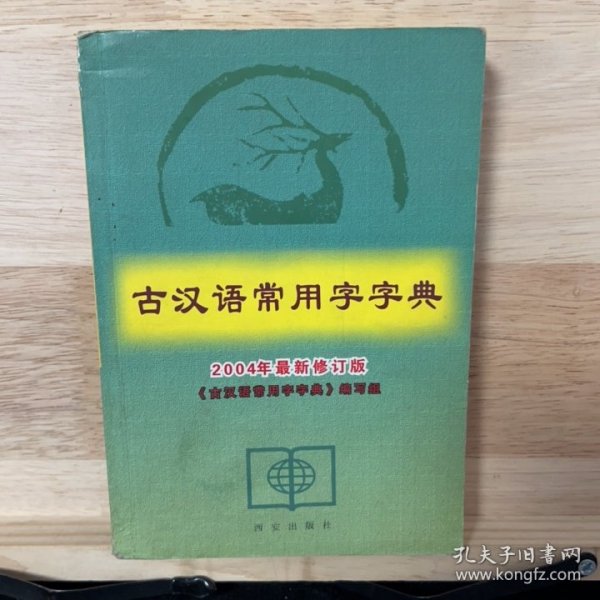 古汉语常用字字典
2004年最新修订版
《古汉语常用字字典》编写组
西安出版社
孔夫子旧书网
www.kongfz.com